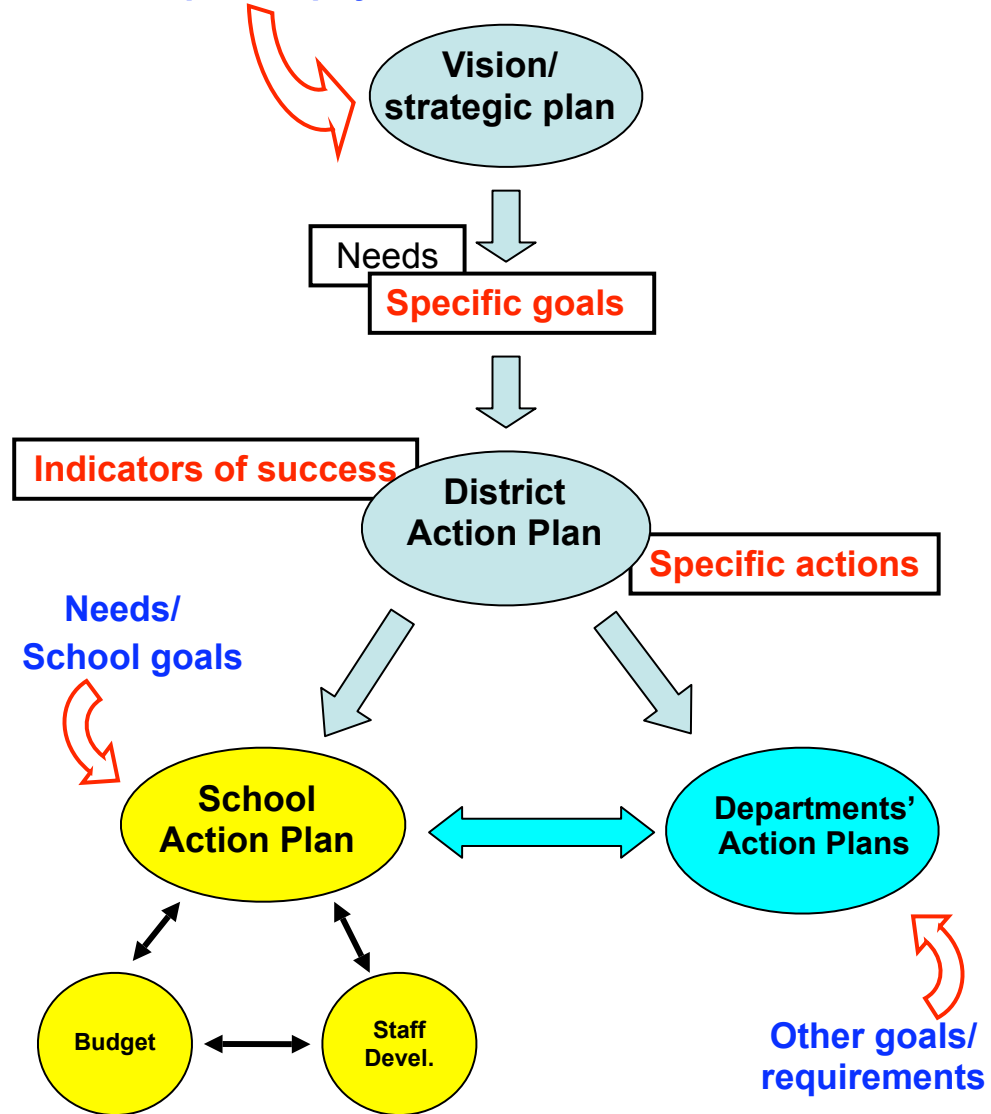 Vision/
strategic plan
Needs
Specific goals
Indicators of success
District
Action Plan
Specific actions
Needs/
School goals
School
Action Plan
Departments’
Action Plans
Budget
Staff
Devel.
Other goals/
requirements